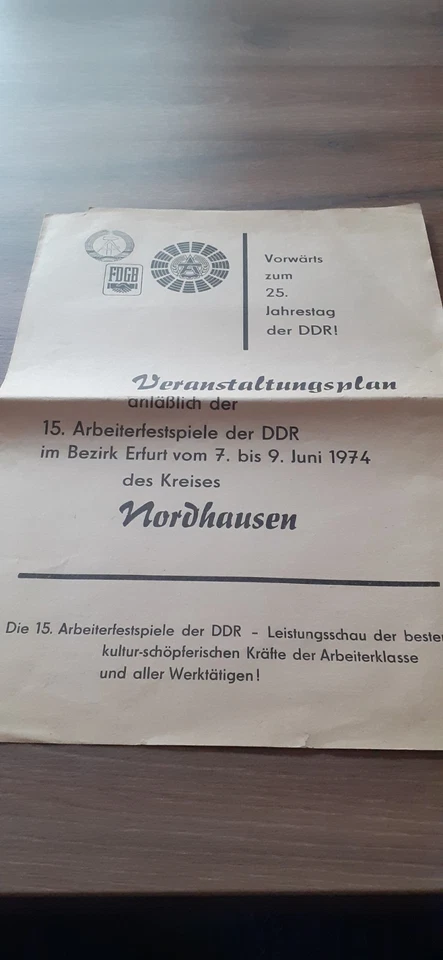 FDGB
Vorwärts
zum
25.
Jahrestag
der DDR!
Veranstaltungsplan
anläßlich der
15. Arbeiterfestspiele der DDR
im Bezirk Erfurt vom 7. bis 9. Juni 1974
des Kreises
Nordhausen
Die 15. Arbeiterfestspiele der DDR – Leistungsschau der besten
kultur-schöpferischen Kräfte der Arbeiterklasse
und aller Werktätigen!